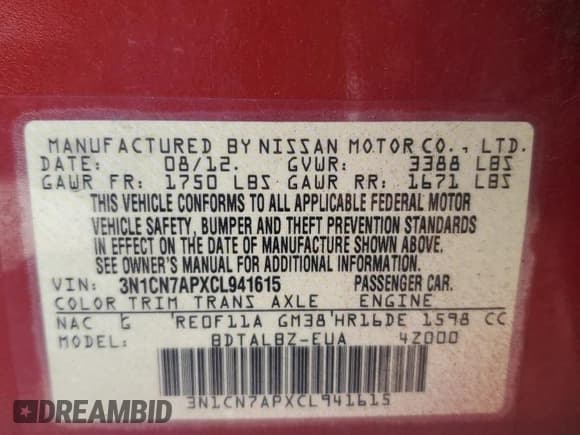 MANUFACTURED BY NISSAN MOTOR CO., LTD.
DATE: 08/12. GVWR: 3388 LBS
GAWR FR: 1750 LBS GAWR RR: 1671 LBS
THIS VEHICLE CONFORMS TO ALL APPLICABLE FEDERAL MOTOR
VEHICLE SAFETY, BUMPER AND THEFT PREVENTION STANDARDS
IN EFFECT ON THE DATE OF MANUFACTURE SHOWN ABOVE.
SEE OWNER'S MANUAL FOR ADDITIONAL INFORMATION.
VIN: 3N1CN7APXCL941615 PASSENGER CAR.
COLOR TRIM TRANS AXLE ENGINE
NAC G RE0F11A GM38 HR16DE 1598 CC
BDTALBZ-EUA 4Z000
3N1CN7APXCL941615
DREAMBID